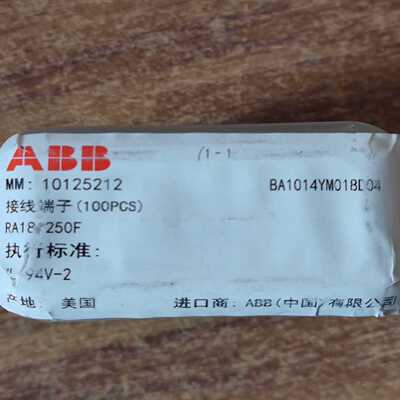 (1-1
ABB
MM: 10125212 BA1014YM018D04
接线端子(100PCS)
RA18 250F
执行标准:
94V-2
产地: 美国 进口商: ABB(中国)有限公司